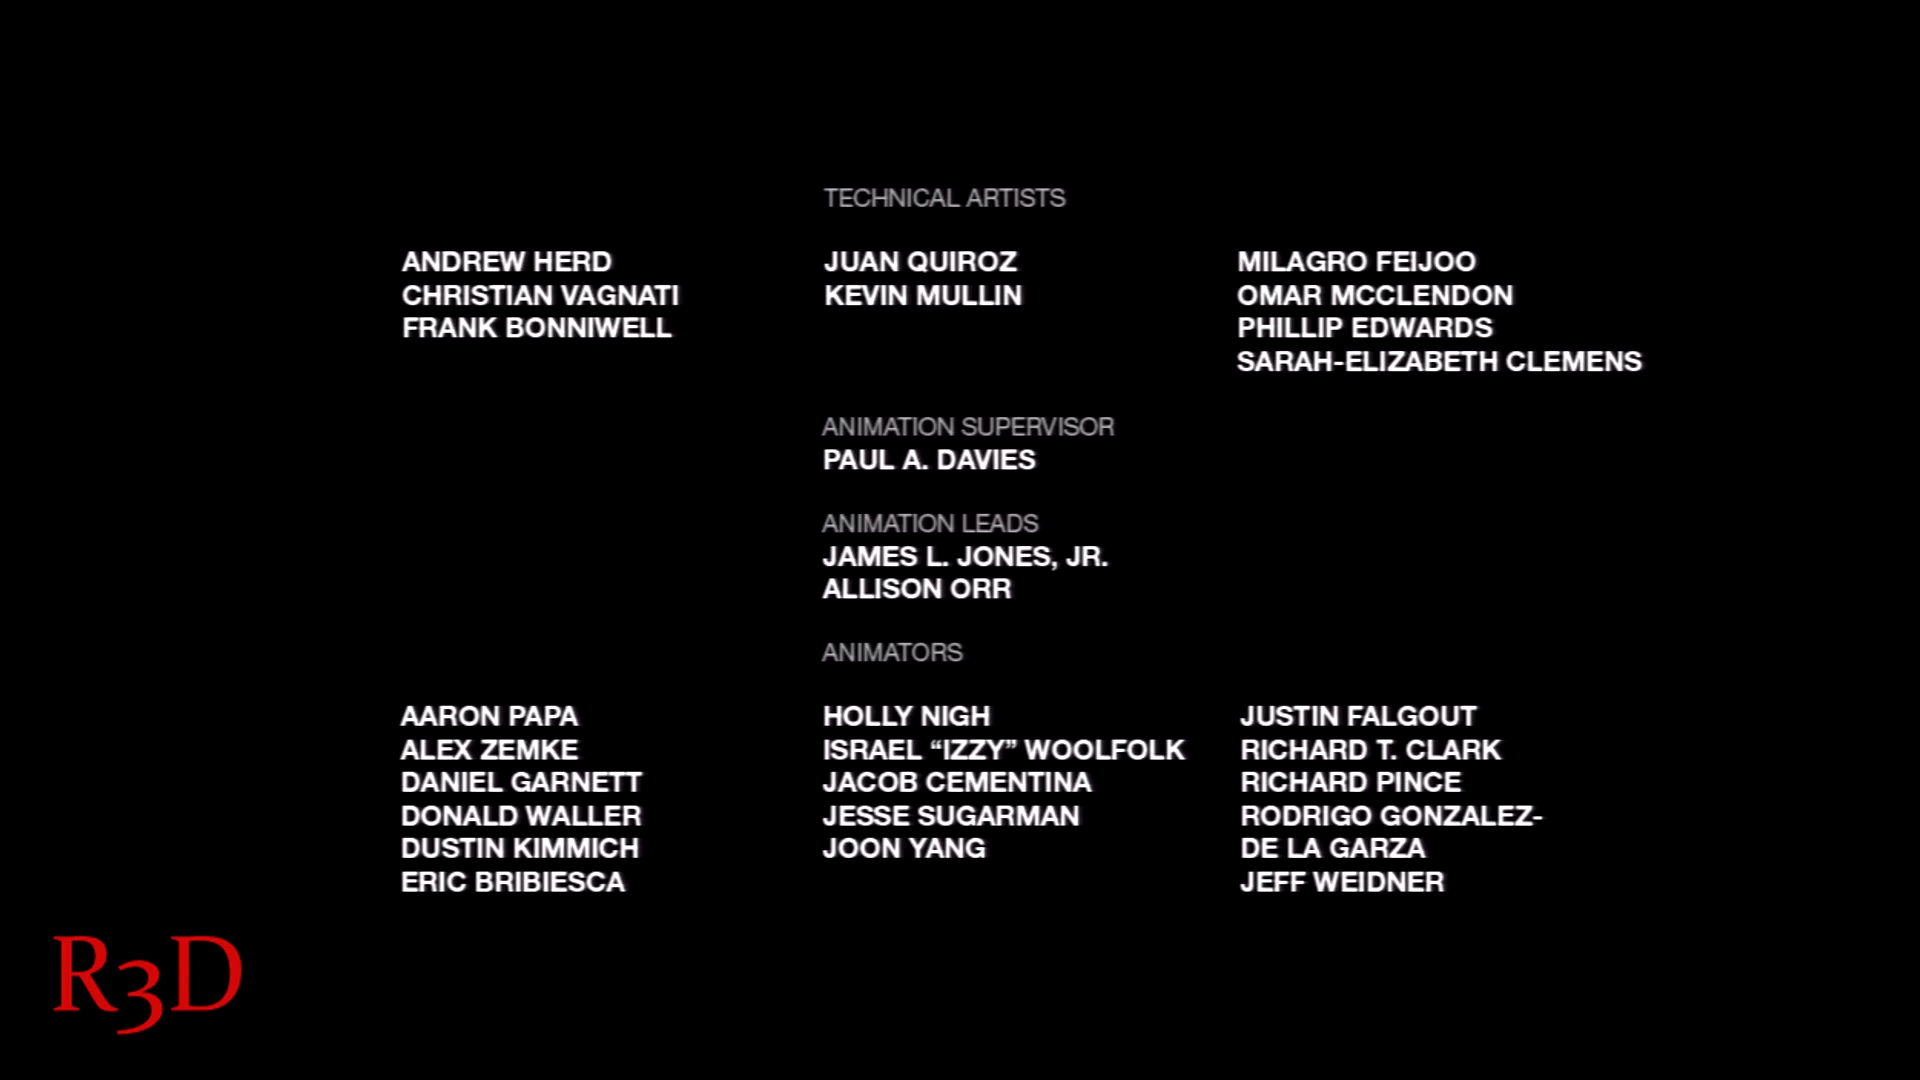 TECHNICAL ARTISTS
ANDREW HERD
CHRISTIAN VAGNATI
FRANK BONNIWELL
JUAN QUIROZ
KEVIN MULLIN
MILAGRO FEIJOO
OMAR MCCLENDON
PHILLIP EDWARDS
SARAH-ELIZABETH CLEMENS
ANIMATION SUPERVISOR
PAUL A. DAVIES
ANIMATION LEADS
JAMES L. JONES, JR.
ALLISON ORR
ANIMATORS
AARON PAPA
ALEX ZEMKE
DANIEL GARNETT
DONALD WALLER
DUSTIN KIMMICH
ERIC BRIBIESCA
HOLLY NIGH
ISRAEL “IZZY” WOOLFOLK
JACOB CEMENTINA
JESSE SUGARMAN
JOON YANG
JUSTIN FALGOUT
RICHARD T. CLARK
RICHARD PINCE
RODRIGO GONZALEZ-
DE LA GARZA
JEFF WEIDNER
R3D